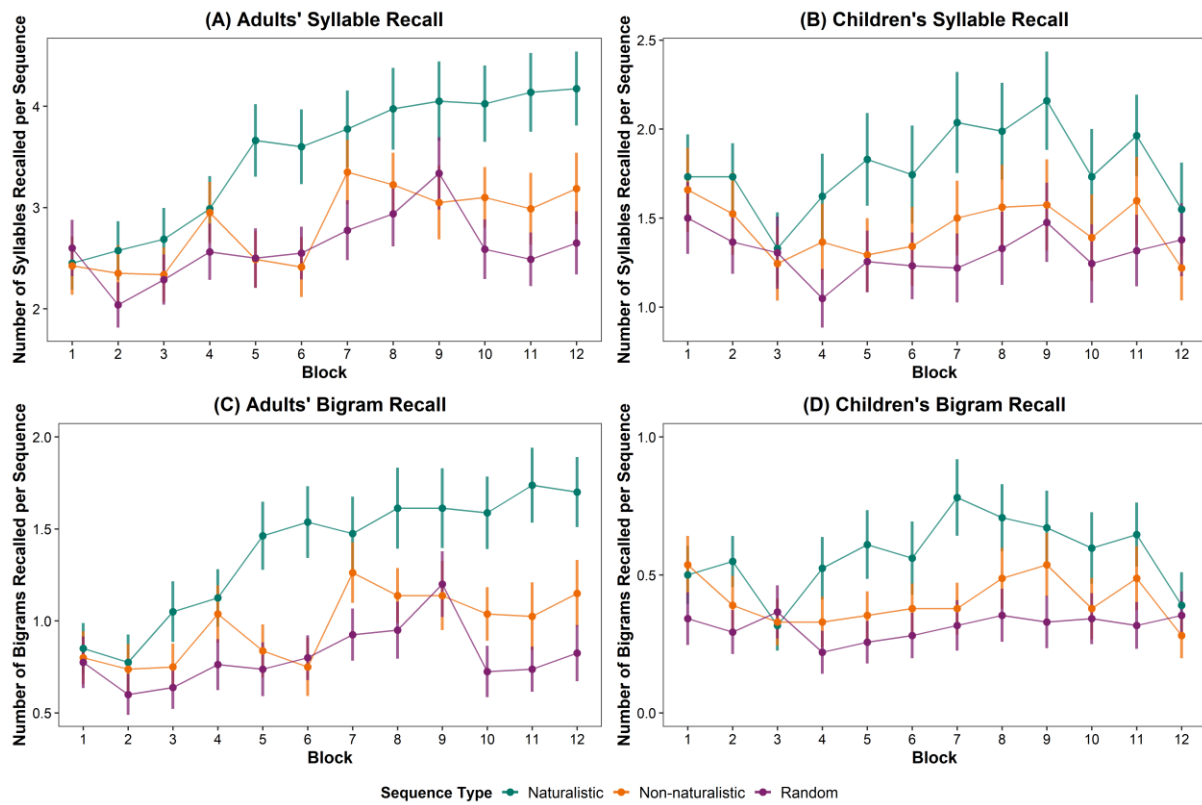 (A) Adults' Syllable Recall
Number of Syllables Recalled per Sequence
4
3
2
1 2 3 4 5 6 7 8 9 10 11 12
Block
(B) Children's Syllable Recall
Number of Syllables Recalled per Sequence
2.5
2.0
1.5
1.0
1 2 3 4 5 6 7 8 9 10 11 12
Block
(C) Adults' Bigram Recall
Number of Bigrams Recalled per Sequence
2.0
1.5
1.0
0.5
1 2 3 4 5 6 7 8 9 10 11 12
Block
(D) Children's Bigram Recall
Number of Bigrams Recalled per Sequence
1.0
0.5
0.0
1 2 3 4 5 6 7 8 9 10 11 12
Block
Sequence Type Naturalistic Non-naturalistic Random